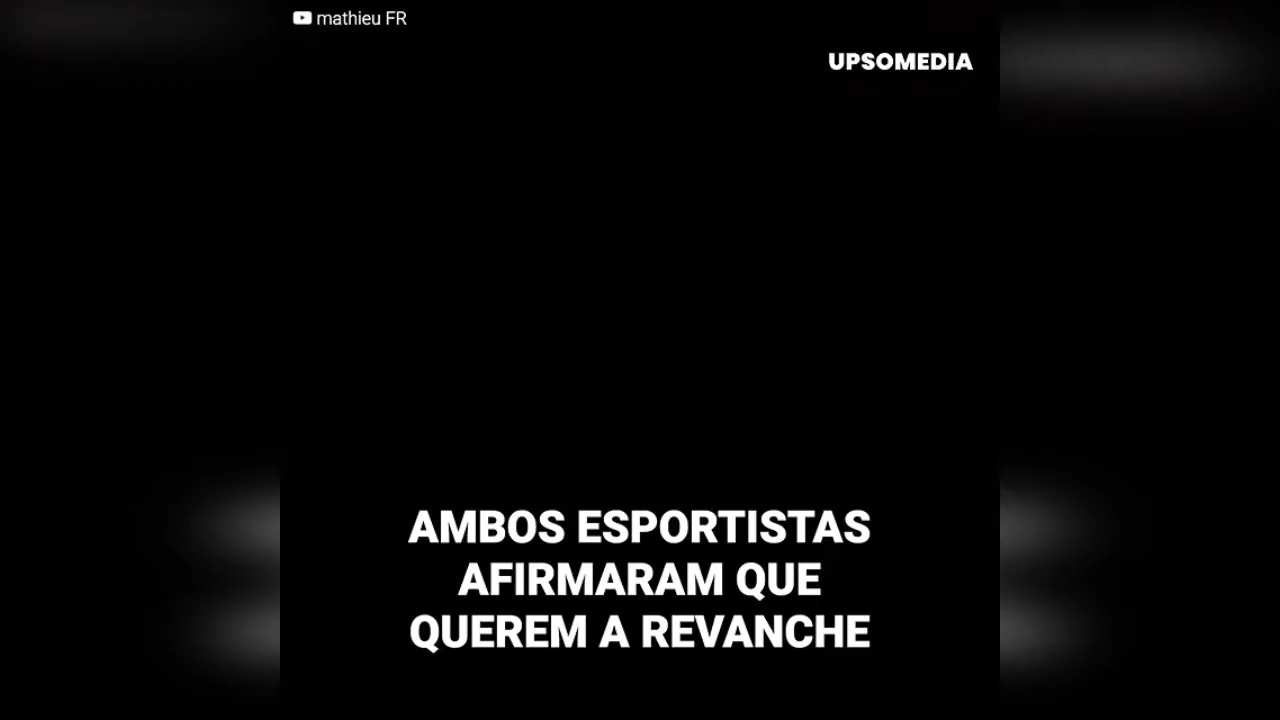 mathieu FR
UPSOMEDIA
AMBOS ESPORTISTAS
AFIRMARAM QUE
QUEREM A REVANCHE